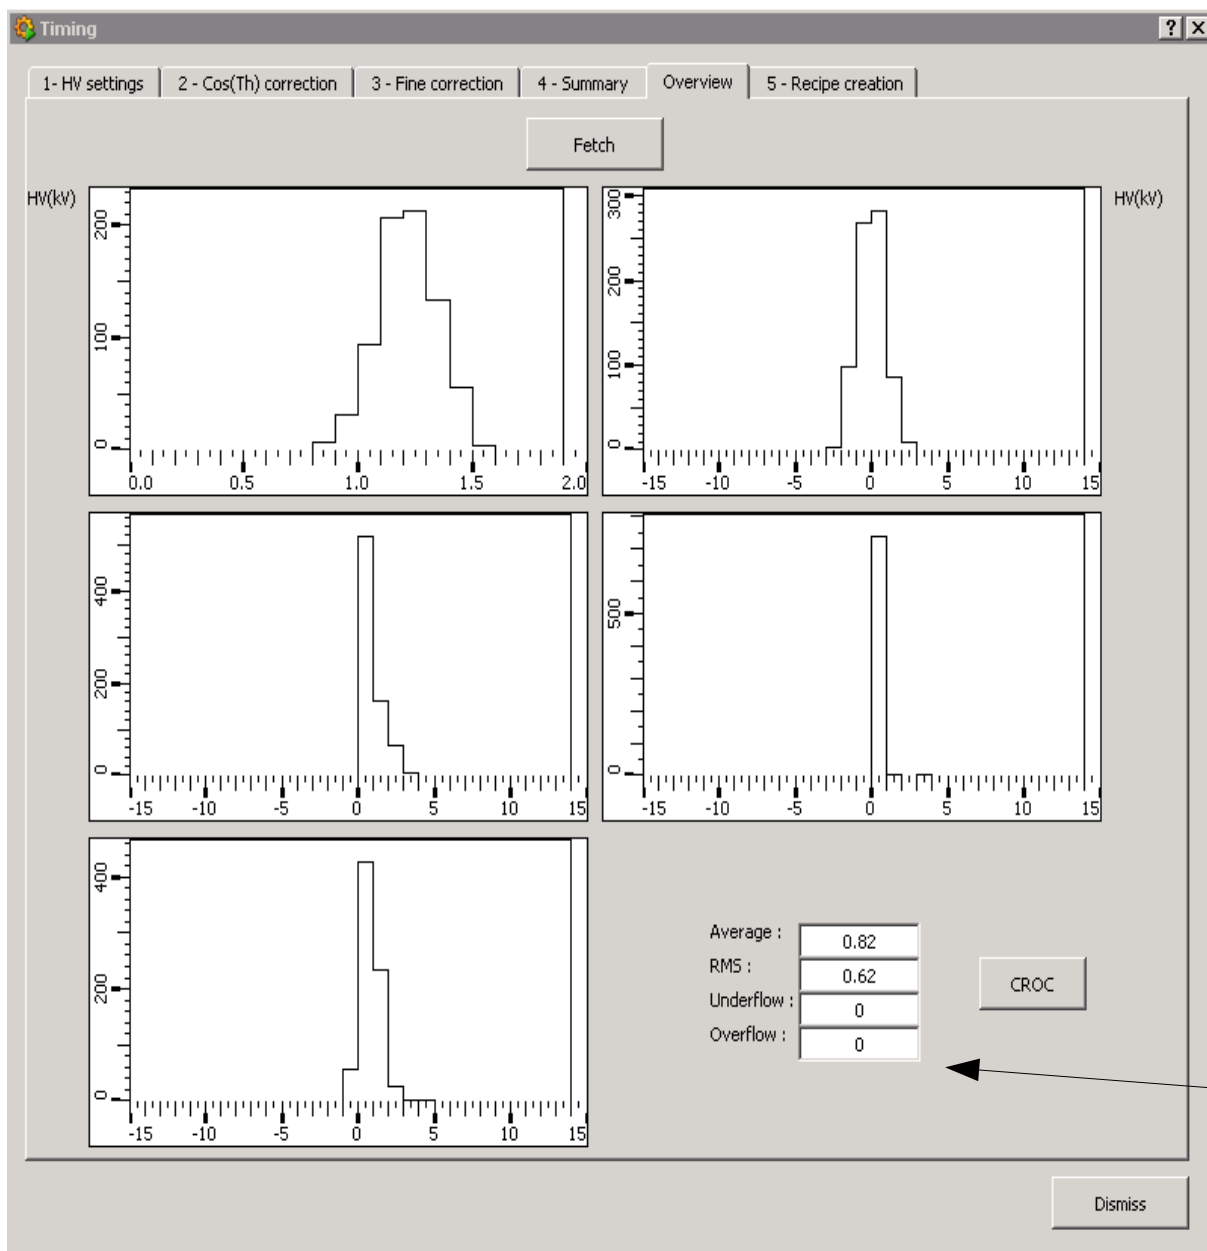 Timing
1- HV settings 2 - Cos(Th) correction 3 - Fine correction 4 - Summary Overview 5 - Recipe creation
Fetch
HV(kV)
200
100
0
0.0 0.5 1.0 1.5 2.0
HV(kV)
300
200
100
0
-15 -10 -5 0 5 10 15
400
200
0
-15 -10 -5 0 5 10 15
500
0
-15 -10 -5 0 5 10 15
400
200
0
-15 -10 -5 0 5 10 15
Average : 0.82
RMS : 0.62
Underflow : 0
Overflow : 0
CROC
Dismiss